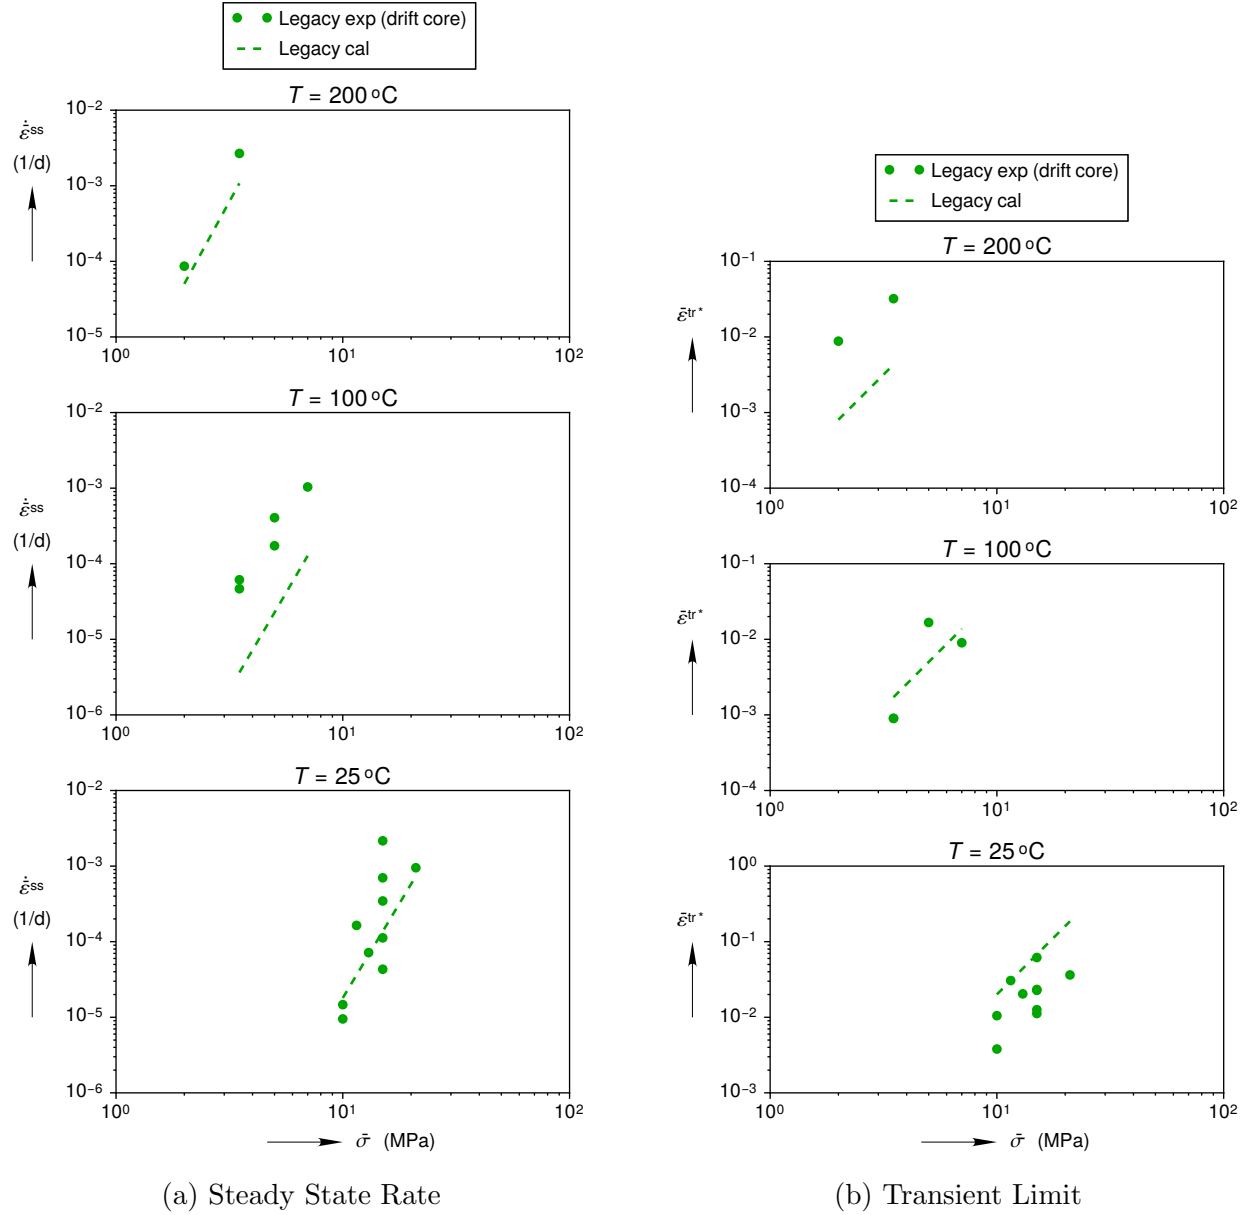 Legacy exp (drift core)
Legacy cal
T = 200 °C
10⁻²
10⁻³
10⁻⁴
10⁻⁵
10⁰
10¹
10²
ε̄̇ˢˢ
(1/d)
T = 100 °C
10⁻²
10⁻³
10⁻⁴
10⁻⁵
10⁻⁶
10⁰
10¹
10²
ε̄̇ˢˢ
(1/d)
T = 25 °C
10⁻²
10⁻³
10⁻⁴
10⁻⁵
10⁻⁶
10⁰
10¹
10²
ε̄̇ˢˢ
(1/d)
σ̄ (MPa)
(a) Steady State Rate
Legacy exp (drift core)
Legacy cal
T = 200 °C
10⁻¹
10⁻²
10⁻³
10⁻⁴
10⁰
10¹
10²
ε̄ᵗʳ*
T = 100 °C
10⁻¹
10⁻²
10⁻³
10⁻⁴
10⁰
10¹
10²
ε̄ᵗʳ*
T = 25 °C
10⁰
10⁻¹
10⁻²
10⁻³
10⁰
10¹
10²
ε̄ᵗʳ*
σ̄ (MPa)
(b) Transient Limit